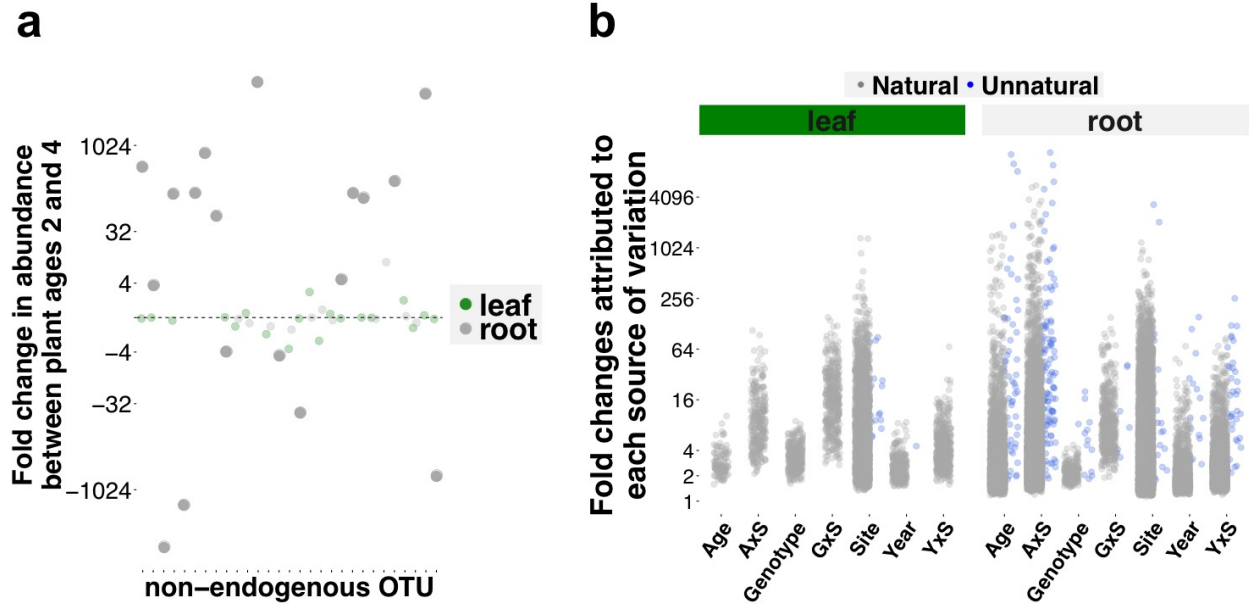 a
Fold change in abundance
between plant ages 2 and 4
1024
32
4
−4
−32
−1024
non−endogenous OTU
leaf
root
b
Natural Unnatural
leaf root
Fold changes attributed to
each source of variation
4096
1024
256
64
16
4
2
1
Age AxS Genotype GxS Site Year YxS Age AxS Genotype GxS Site Year YxS